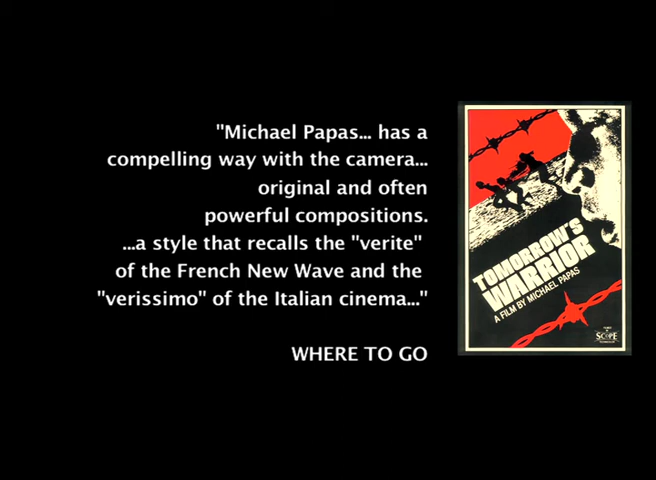 "Michael Papas... has a
compelling way with the camera...
original and often
powerful compositions.
...a style that recalls the "verite"
of the French New Wave and the
"verissimo" of the Italian cinema..."
WHERE TO GO
TOMORROW'S
WARRIOR
A FILM BY MICHAEL PAPAS
SCOPE